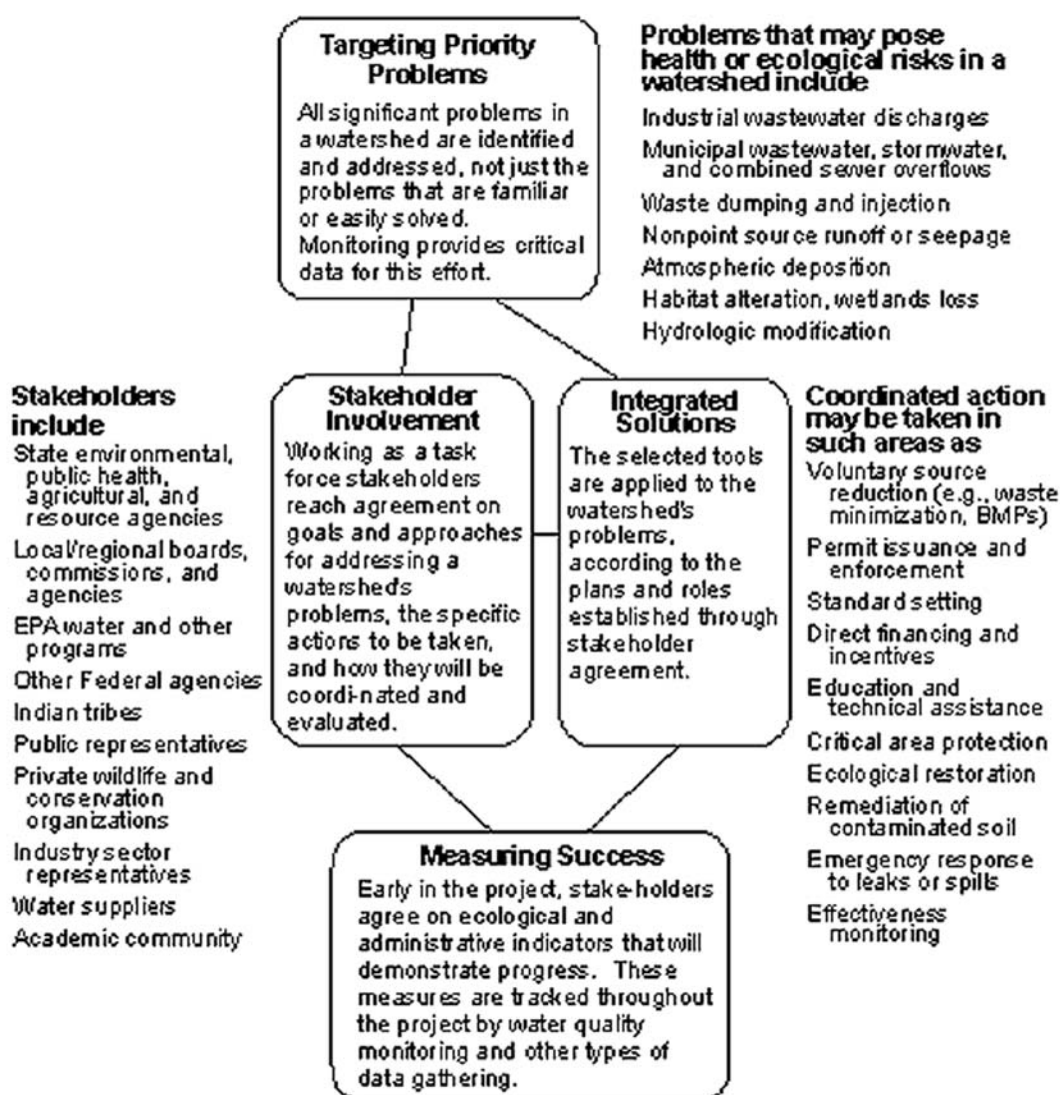 Targeting Priority
Problems
All significant problems in
a watershed are identified
and addressed, not just the
problems that are familiar
or easily solved.
Monitoring provides critical
data for this effort.
Problems that may pose
health or ecological risks in a
watershed include
Industrial wastewater discharges
Municipal wastewater, stormwater,
and combined sewer overflows
Waste dumping and injection
Nonpoint source runoff or seepage
Atmospheric deposition
Habitat alteration, wetlands loss
Hydrologic modification
Stakeholders
include
State environmental,
public health,
agricultural, and
resource agencies
Local/regional boards,
commissions, and
agencies
EPA water and other
programs
Other Federal agencies
Indian tribes
Public representatives
Private wildlife and
conservation
organizations
Industry sector
representatives
Water suppliers
Academic community
Stakeholder
Involvement
Working as a task
force stakeholders
reach agreement on
goals and approaches
for addressing a
watershed's
problems, the specific
actions to be taken,
and how they will be
coordi-nated and
evaluated.
Integrated
Solutions
The selected tools
are applied to the
watershed's
problems,
according to the
plans and roles
established through
stakeholder
agreement.
Coordinated action
may be taken in
such areas as
Voluntary source
reduction (e.g., waste
minimization, BMPs)
Permit issuance and
enforcement
Standard setting
Direct financing and
incentives
Education and
technical assistance
Critical area protection
Ecological restoration
Remediation of
contaminated soil
Emergency response
to leaks or spills
Effectiveness
monitoring
Measuring Success
Early in the project, stake-holders
agree on ecological and
administrative indicators that will
demonstrate progress. These
measures are tracked throughout
the project by water quality
monitoring and other types of
data gathering.